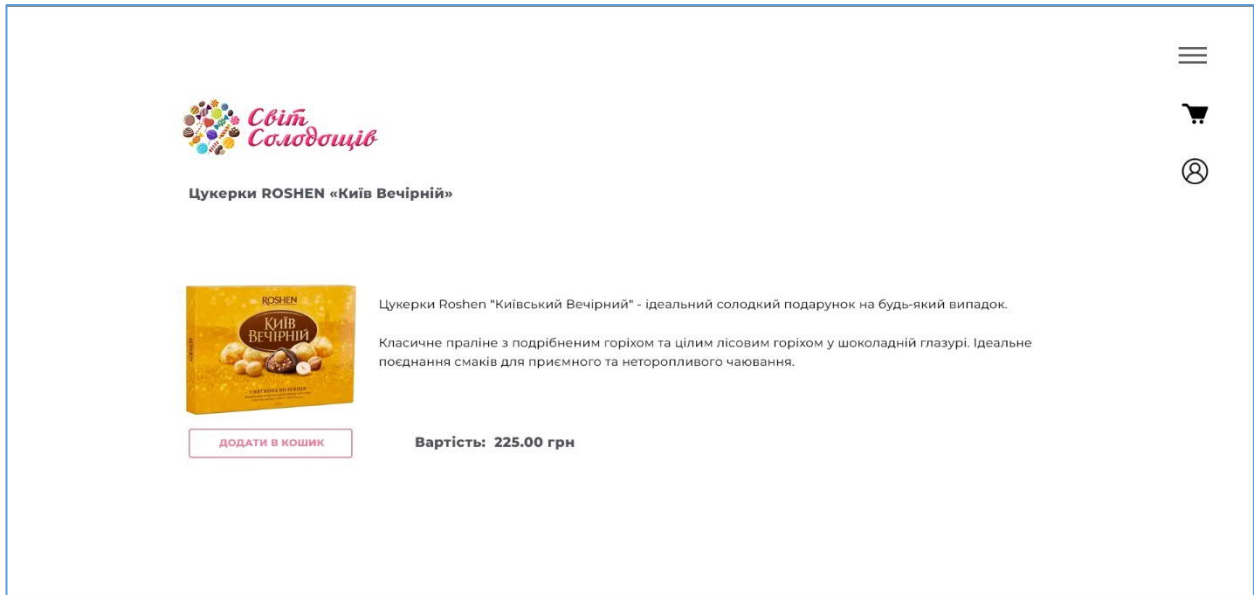 Світ
Солодощів
Цукерки ROSHEN «Київ Вечірній»
ROSHEN
КИЇВ
ВЕЧІРНІЙ
Цукерки Roshen "Київський Вечірний" - ідеальний солодкий подарунок на будь-який випадок.
Класичне праліне з подрібненим горіхом та цілим лісовим горіхом у шоколадній глазурі. Ідеальне
поєднання смаків для приємного та неторопливого чаювання.
ДОДАТИ В КОШИК
Вартість: 225.00 грн